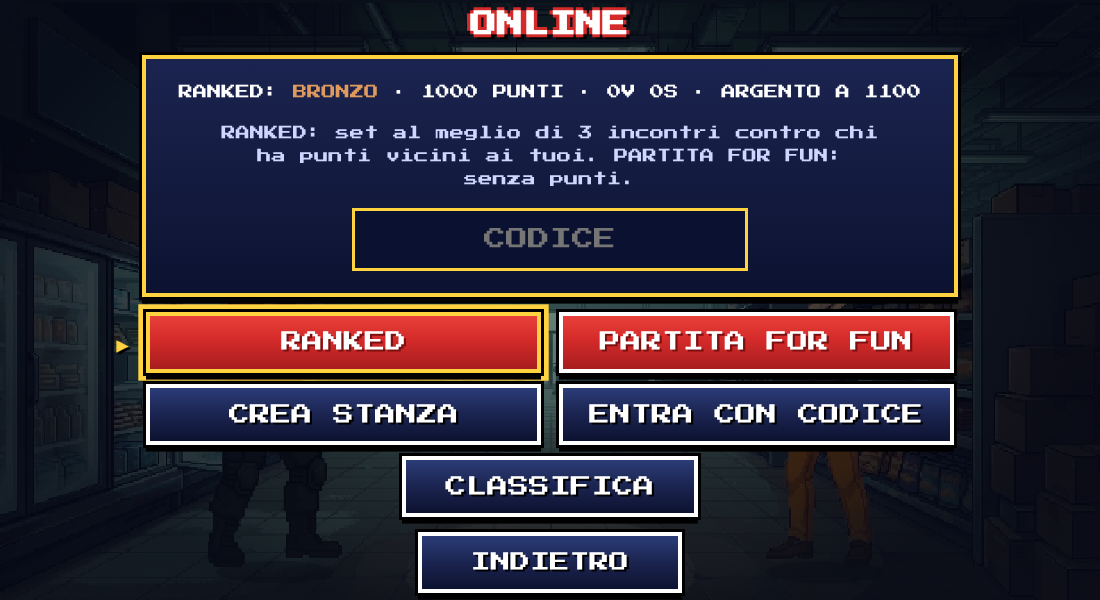 ONLINE
RANKED: BRONZO · 1000 PUNTI · 0V 0S · ARGENTO A 1100
RANKED: set al meglio di 3 incontri contro chi
ha punti vicini ai tuoi. PARTITA FOR FUN:
senza punti.
CODICE
RANKED
PARTITA FOR FUN
CREA STANZA
ENTRA CON CODICE
CLASSIFICA
INDIETRO